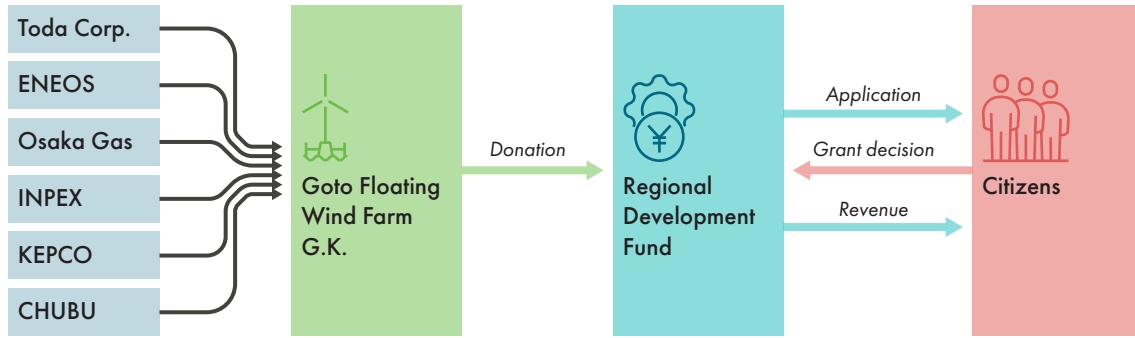 Toda Corp.
ENEOS
Osaka Gas
INPEX
KEPCO
CHUBU
Goto Floating
Wind Farm
G.K.
Donation
¥
Regional
Development
Fund
Application
Grant decision
Revenue
Citizens